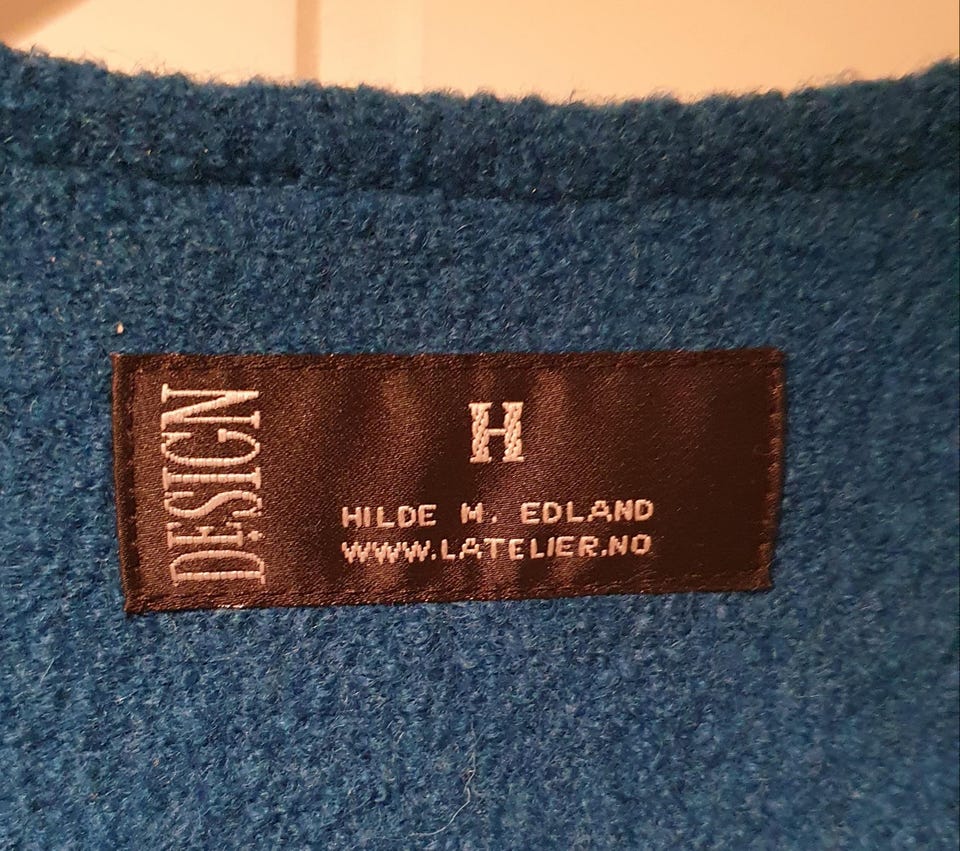 DESIGN
H
HILDE M. EDLAND
WWW.LATELIER.NO